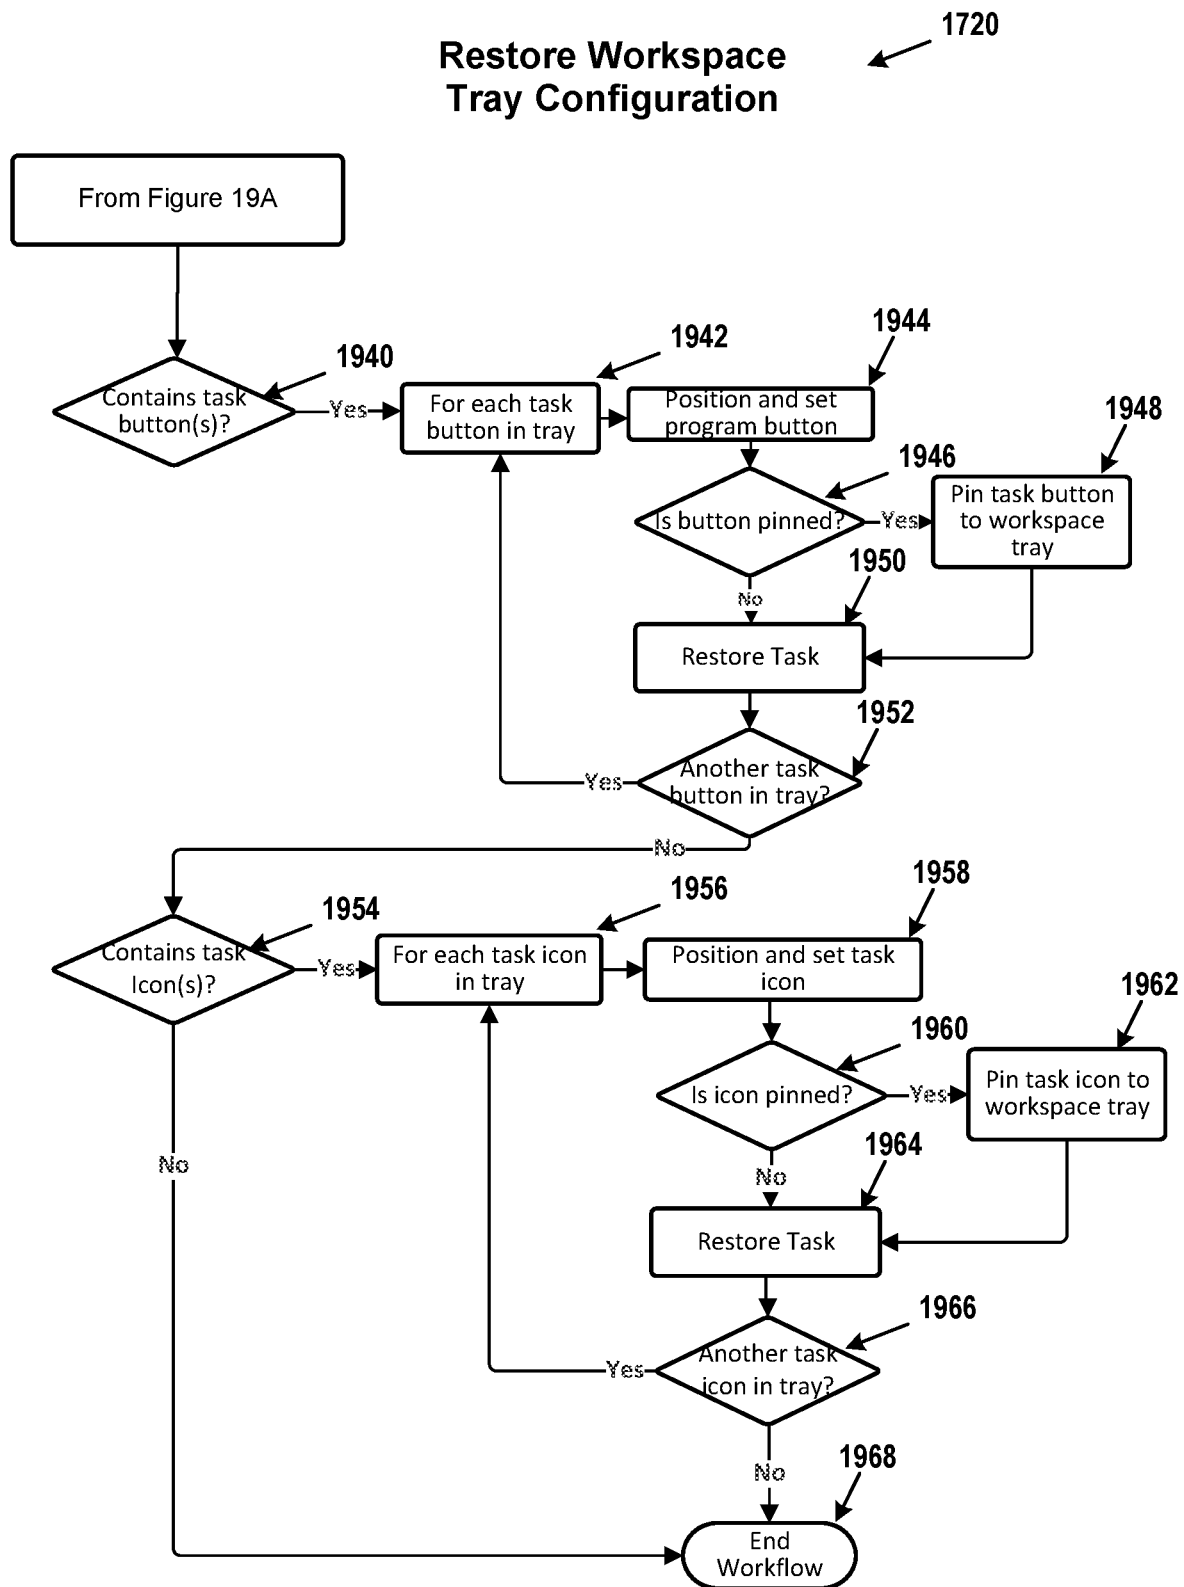 1720
Restore Workspace
Tray Configuration
From Figure 19A
1940
Contains task
button(s)?
Yes
1942
For each task
button in tray
1944
Position and set
program button
1946
Is button pinned?
Yes
1948
Pin task button
to workspace
tray
No
1950
Restore Task
1952
Another task
button in tray?
Yes
No
1954
Contains task
Icon(s)?
Yes
1956
For each task icon
in tray
1958
Position and set task
icon
1960
Is icon pinned?
Yes
1962
Pin task icon to
workspace tray
No
No
1964
Restore Task
1966
Another task
icon in tray?
Yes
No
1968
End
Workflow